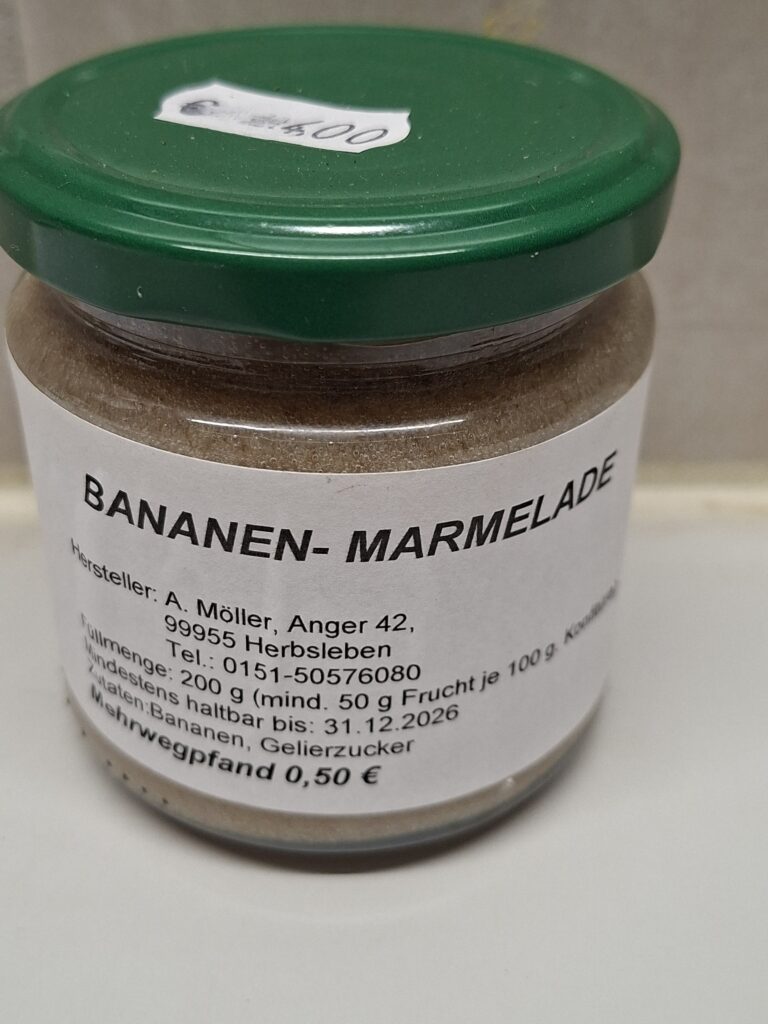 € 4,00
BANANEN- MARMELADE
Hersteller: A. Möller, Anger 42,
99955 Herbsleben
Tel.: 0151-50576080
Füllmenge: 200 g (mind. 50 g Frucht je 100 g.
Mindestens haltbar bis: 31.12.2026
Zutaten:Bananen, Gelierzucker
Mehrwegpfand 0,50 €